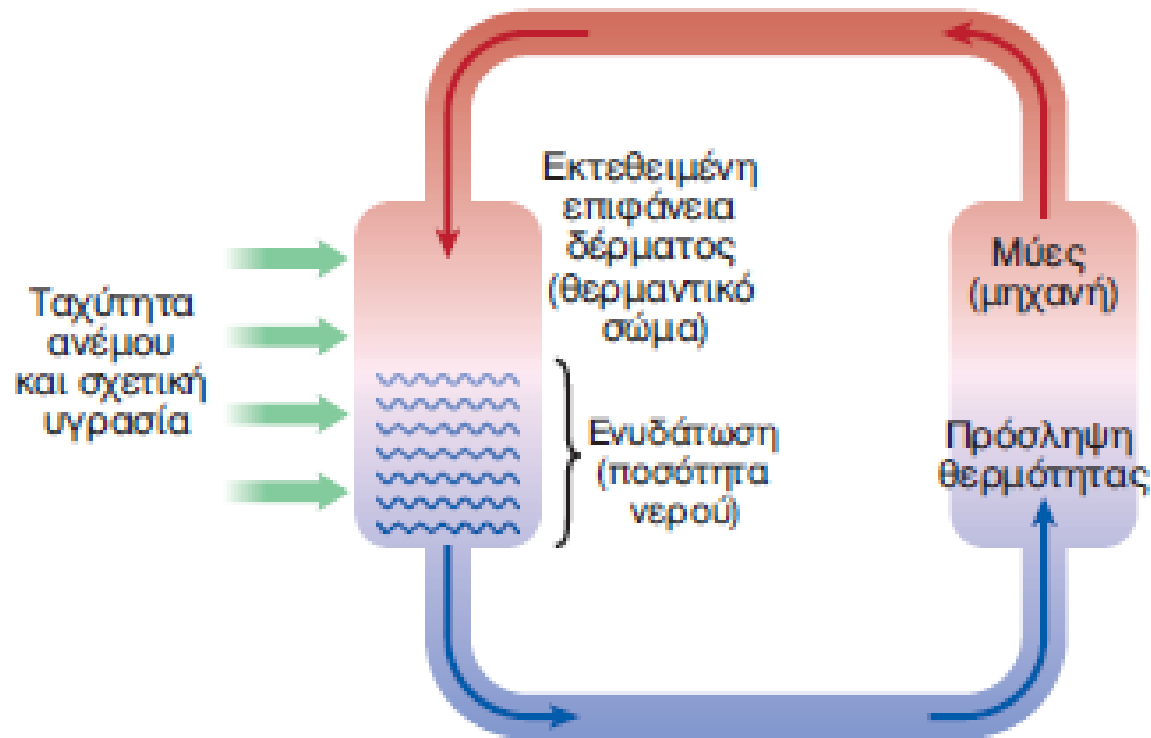 Εκτεθειμένη
επιφάνεια
δέρματος
(θερμαντικό
σώμα)
Μύες
(μηχανή)
Ταχύτητα
ανέμου
και σχετική
υγρασία
Ενυδάτωση
(ποσότητα
νερού)
Πρόσληψη
θερμότητας